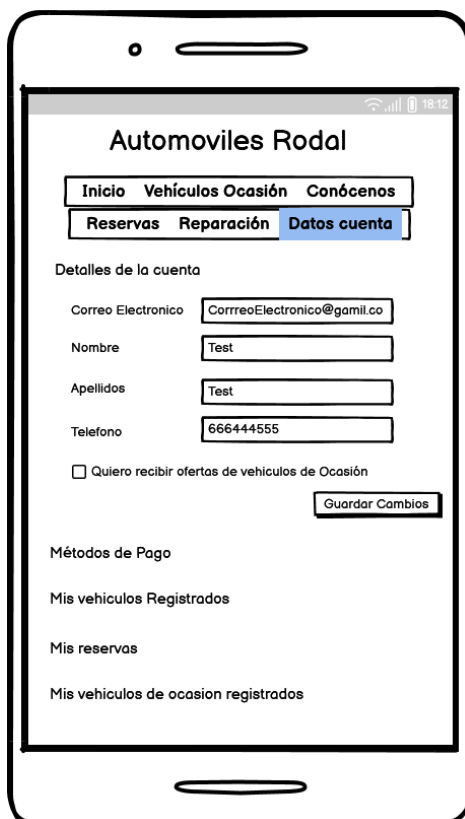 18:12
Automoviles Rodal
Inicio Vehículos Ocasión Conócenos
Reservas Reparación Datos cuenta
Detalles de la cuenta
Correo Electronico CorrreoElectronico@gamil.co
Nombre Test
Apellidos Test
Telefono 666444555
Quiero recibir ofertas de vehiculos de Ocasión
Guardar Cambios
Métodos de Pago
Mis vehiculos Registrados
Mis reservas
Mis vehiculos de ocasion registrados